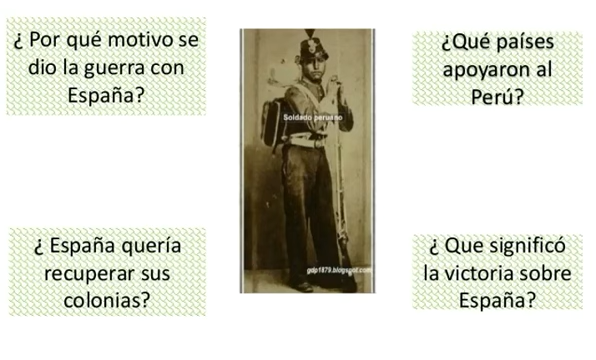 ¿ Por qué motivo se
dio la guerra con
España?
¿Qué países
apoyaron al
Perú?
Soldado peruano
¿ España quería
recuperar sus
colonias?
gdp1879.blogspot.com
¿ Que significó
la victoria sobre
España?